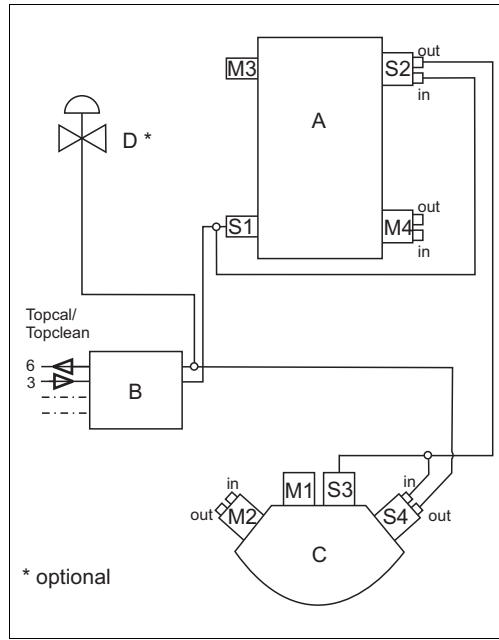 out
M3
S2
in
A
D *
out
S1
M4
in
Topcal/
Topclean
6
3
B
in
M1
S3
in
out
M2
S4
out
C
* optional